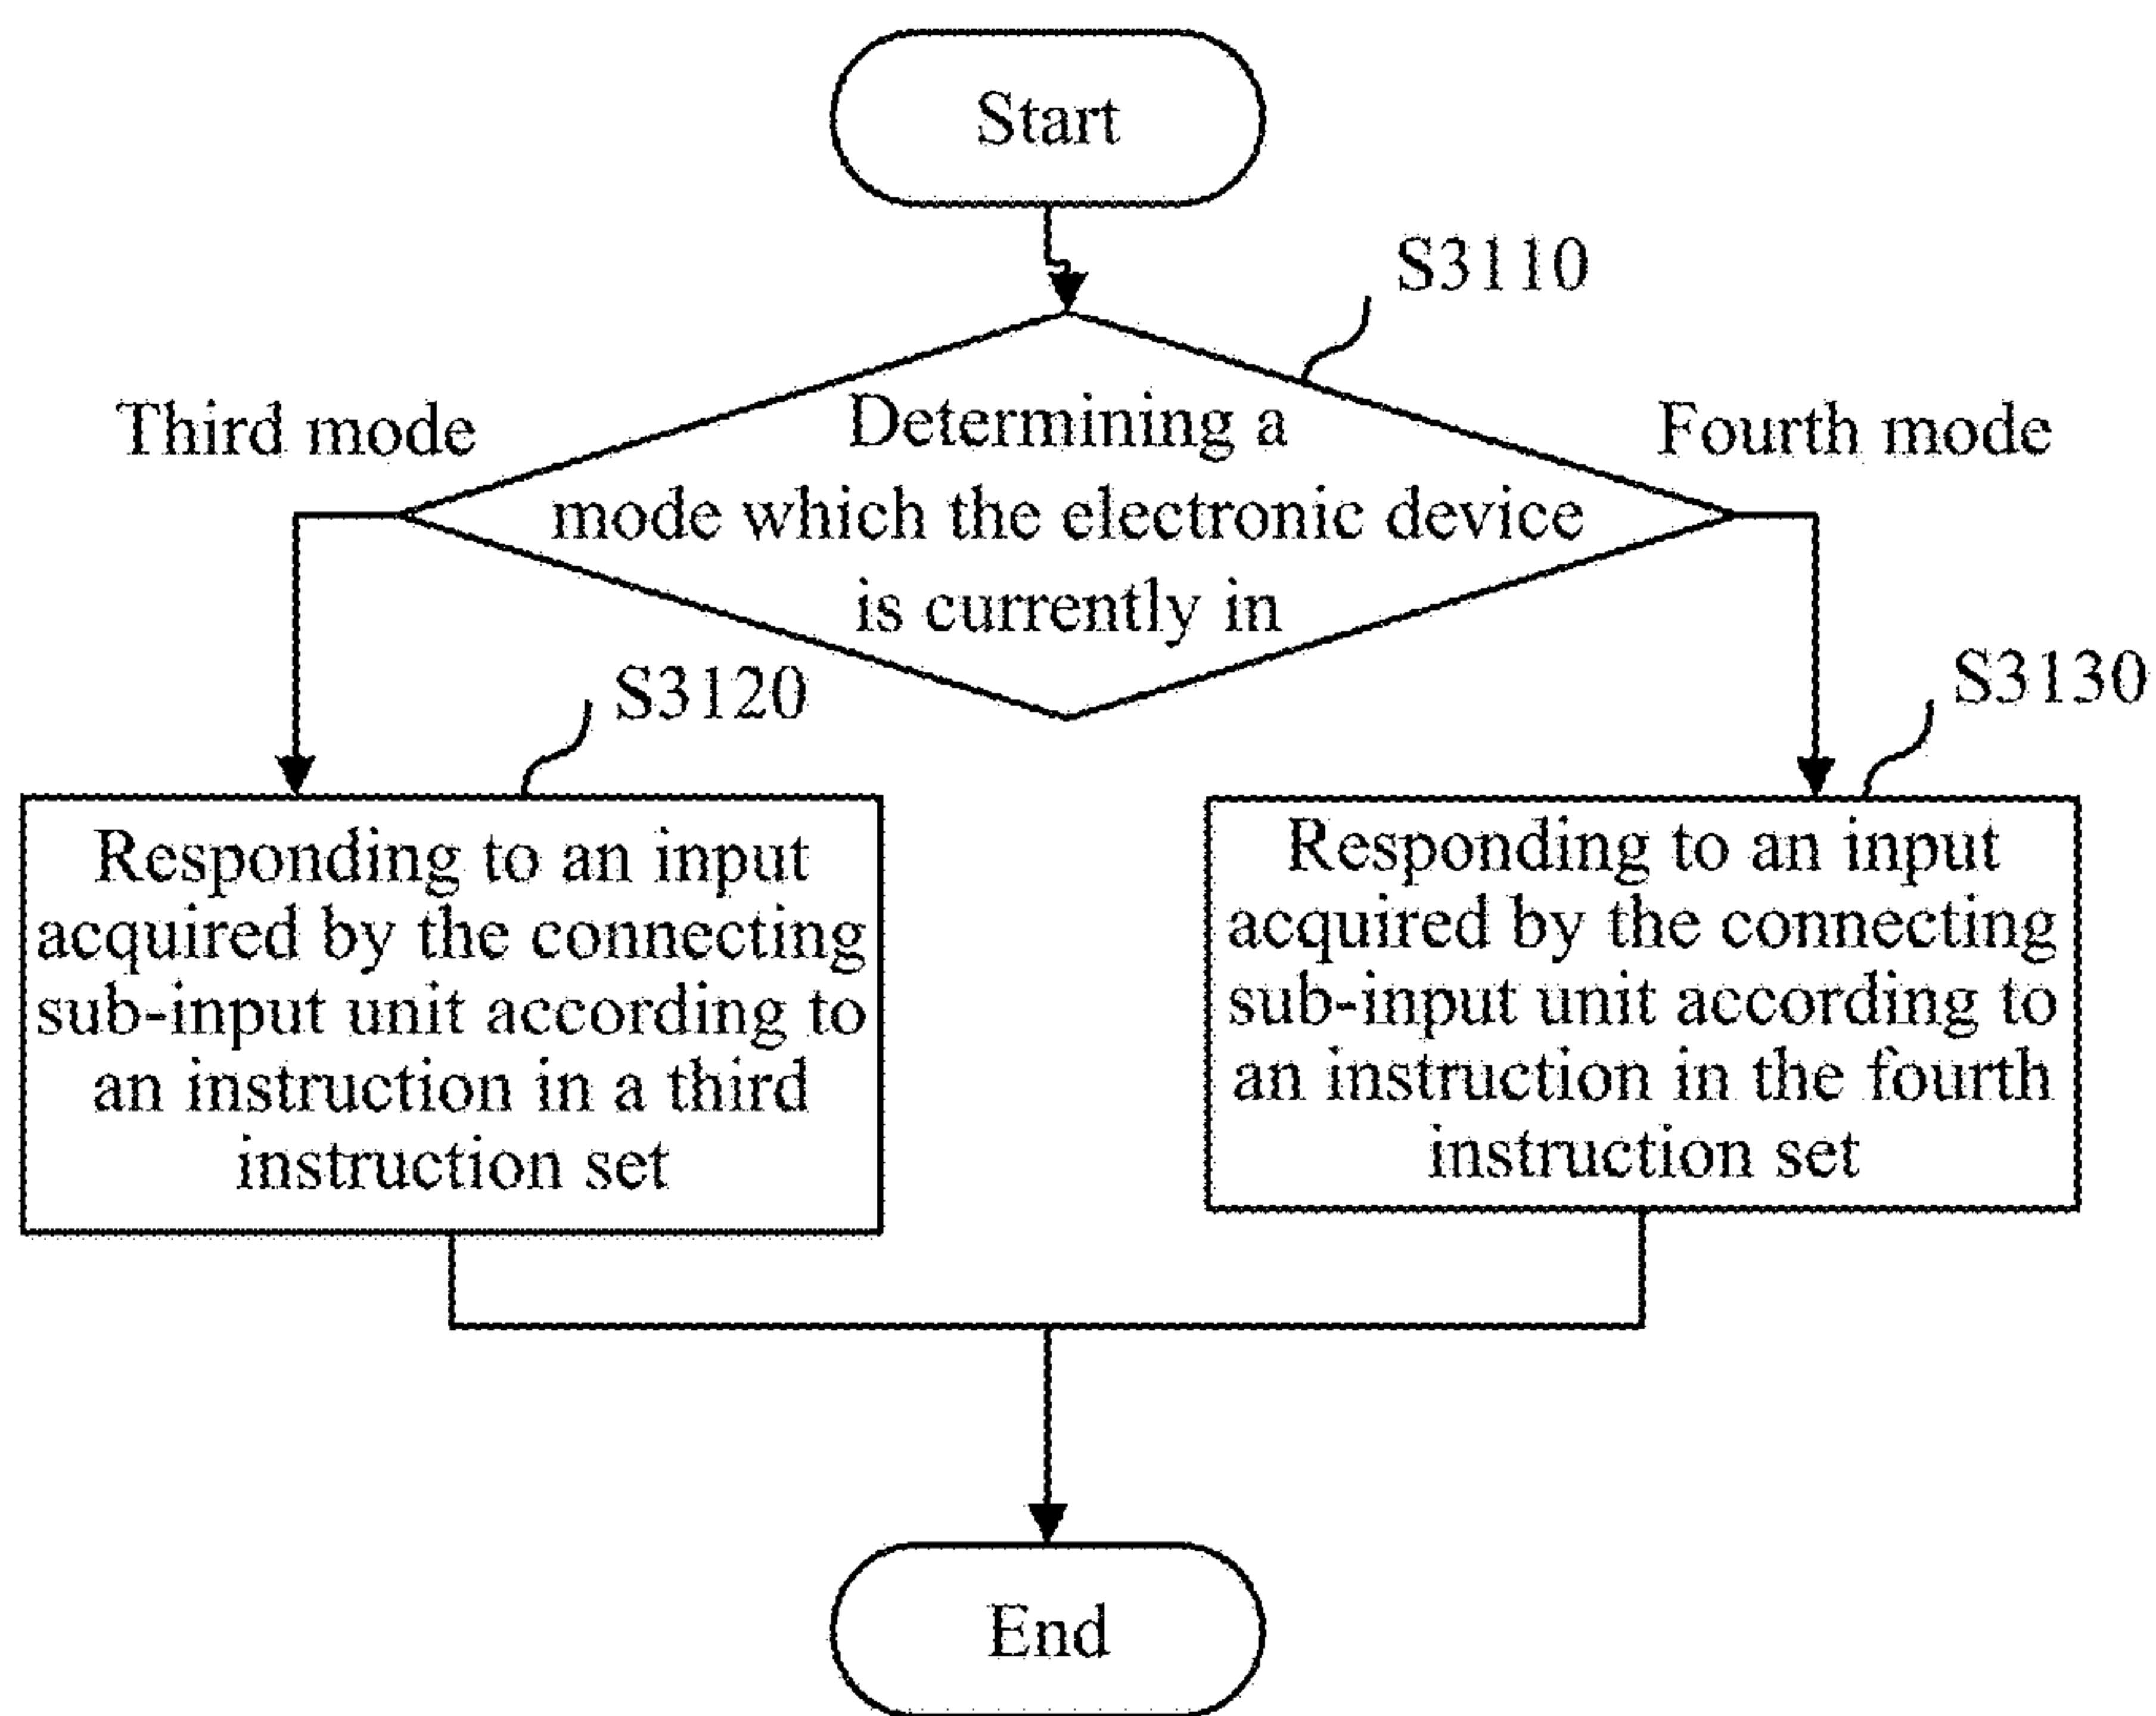 Start
S3110
Third mode
Fourth mode
Determining a
mode which the electronic device
is currently in
S3120
S3130
Responding to an input
acquired by the connecting
sub-input unit according to
an instruction in a third
instruction set
Responding to an input
acquired by the connecting
sub-input unit according to
an instruction in the fourth
instruction set
End